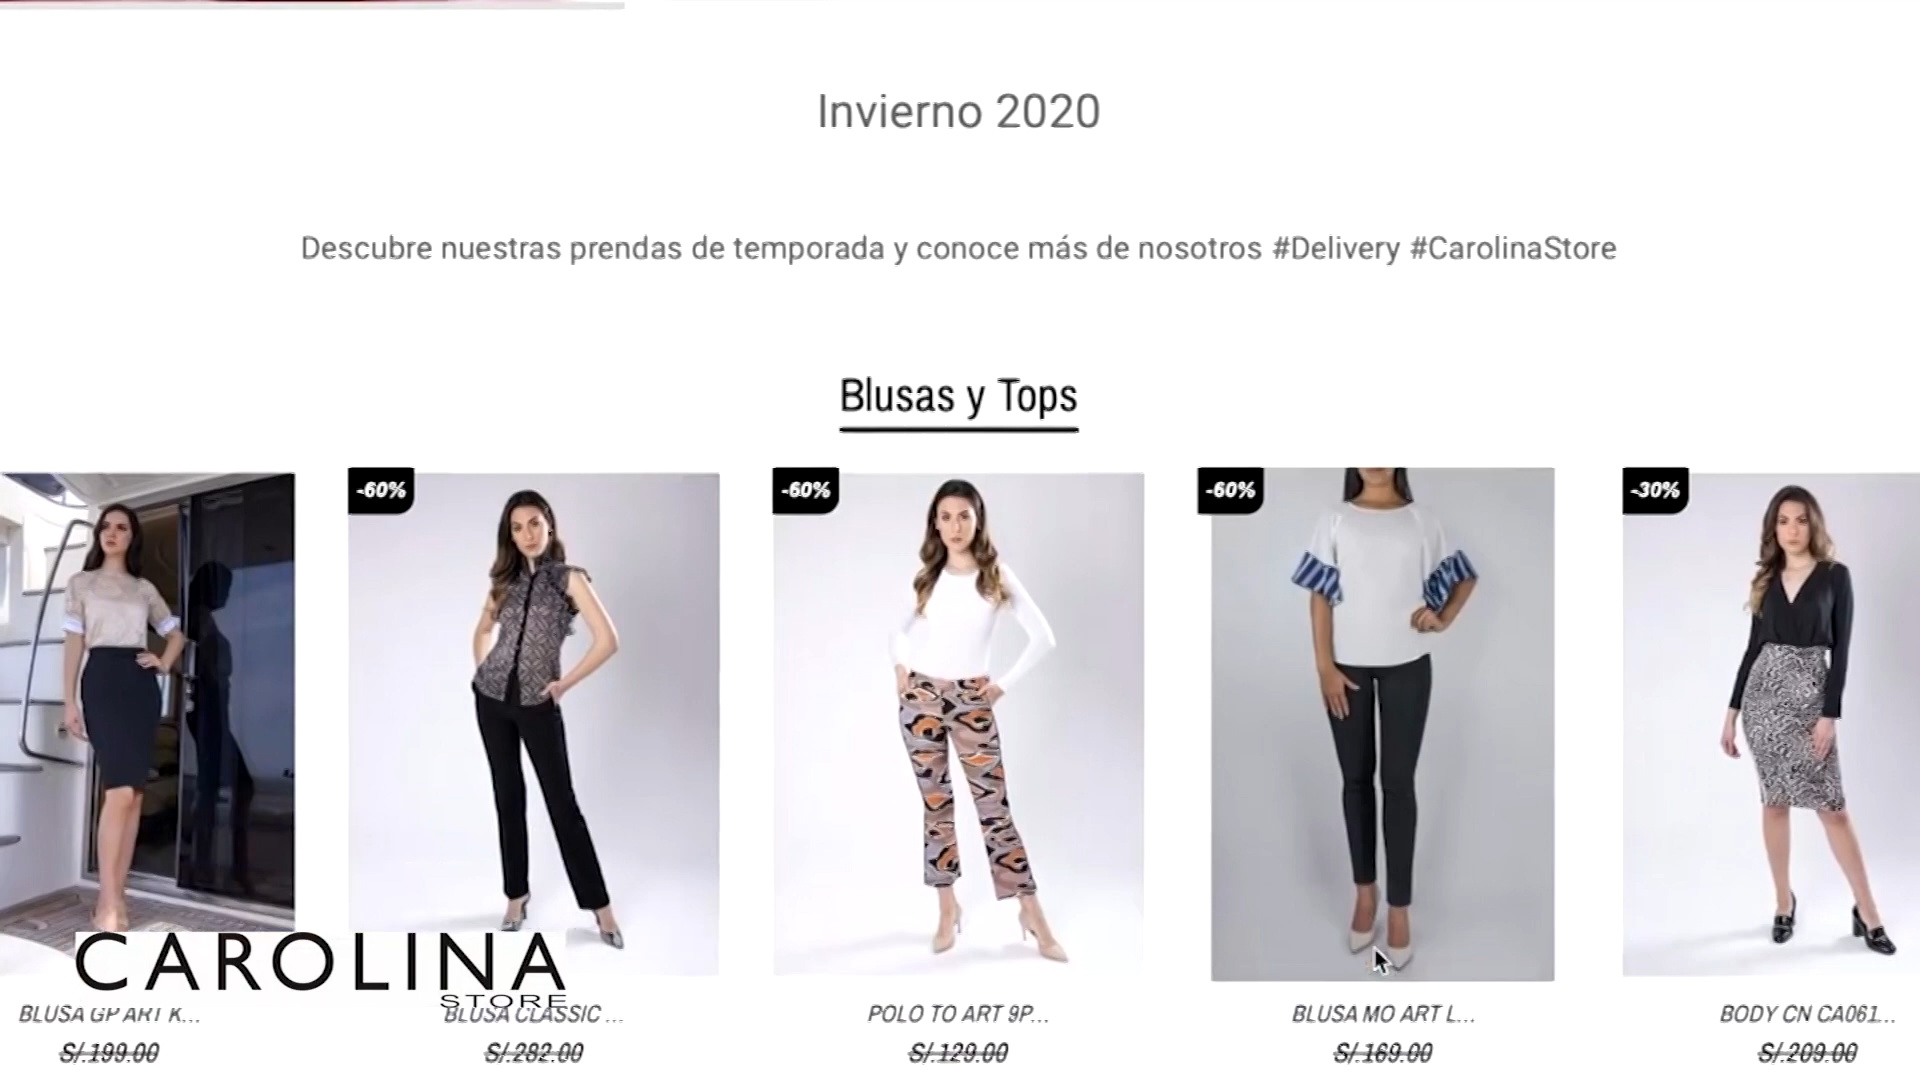 Invierno 2020
Descubre nuestras prendas de temporada y conoce más de nosotros #Delivery #CarolinaStore
Blusas y Tops
-60% -60% -60% -30%
CAROLINA
STORE
BLUSA GP ART K... BLUSA CLASSIC ... POLO TO ART 9P... BLUSA MO ART L... BODY CN CA061...
S/.199.00 S/.282.00 S/.129.00 S/.169.00 S/.209.00